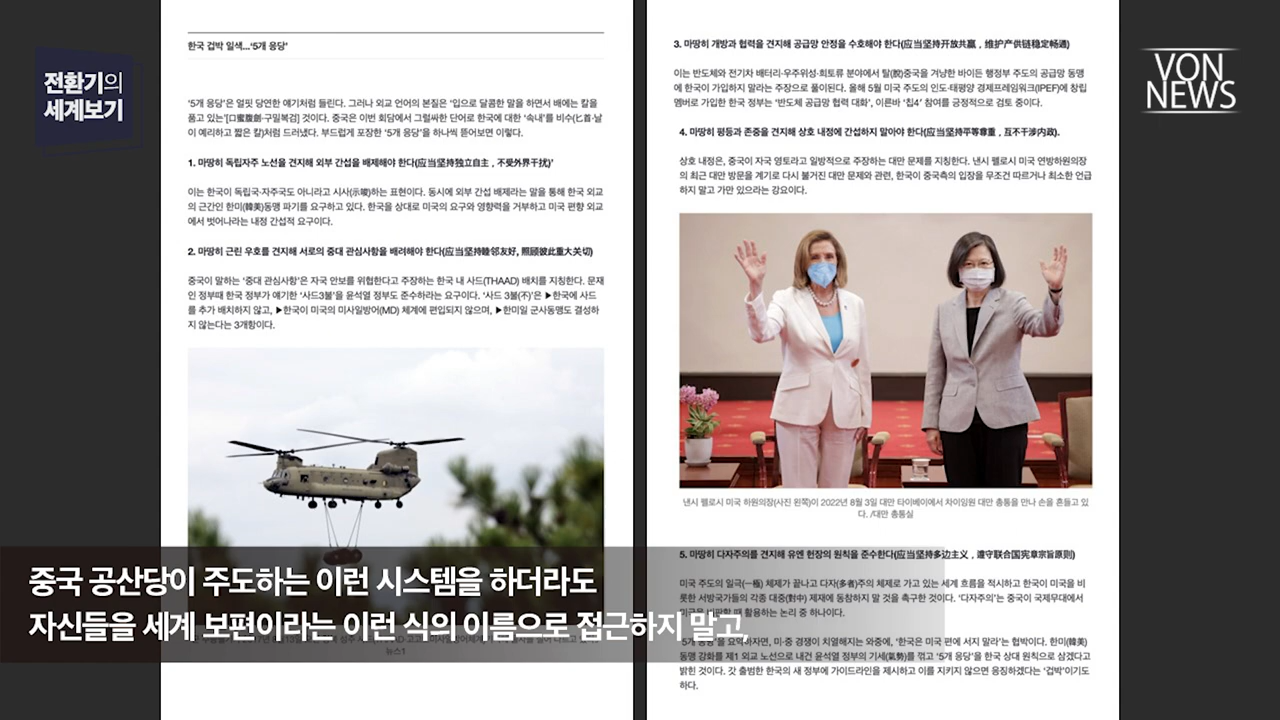 전환기의
세계보기
VON
NEWS
한국 겁박 일색...‘5개 응당’
‘5개 응당’은 얼핏 당연한 얘기처럼 들린다. 그러나 외교 언어의 본질은 ‘입으로 달콤한 말을 하면서 배에는 칼을
품고 있는’[口蜜腹劍·구밀복검] 것이다. 중국은 이번 회담에서 그럴싸한 단어로 한국에 대한 ‘속내’를 비수(匕首·날
이 예리하고 짧은 칼)처럼 드러냈다. 부드럽게 포장한 ‘5개 응당’을 하나씩 뜯어보면 이렇다.
1. 마땅히 독립자주 노선을 견지해 외부 간섭을 배제해야 한다(应当坚持独立自主，不受外界干扰)’
이는 한국이 독립국·자주국도 아니라고 시사(示唆)하는 표현이다. 동시에 외부 간섭 배제라는 말을 통해 한국 외교
의 근간인 한미(韓美)동맹 파기를 요구하고 있다. 한국을 상대로 미국의 요구와 영향력을 거부하고 미국 편향 외교
에서 벗어나라는 내정 간섭적 요구이다.
2. 마땅히 근린 우호를 견지해 서로의 중대 관심사항을 배려해야 한다(应当坚持睦邻友好, 照顾彼此重大关切)
중국이 말하는 ‘중대 관심사항’은 자국 안보를 위협한다고 주장하는 한국 내 사드(THAAD) 배치를 지칭한다. 문재
인 정부때 한국 정부가 얘기한 ‘사드3불’을 윤석열 정부도 준수하라는 요구이다. ‘사드 3불(不)’은 ▶한국에 사드
를 추가 배치하지 않고, ▶한국이 미국의 미사일방어(MD) 체계에 편입되지 않으며, ▶한미일 군사동맹도 결성하
지 않는다는 3개항이다.
뉴스1
3. 마땅히 개방과 협력을 견지해 공급망 안정을 수호해야 한다(应当坚持开放共赢，维护产供链稳定畅通)
이는 반도체와 전기차 배터리·우주위성·희토류 분야에서 탈(脫)중국을 겨냥한 바이든 행정부 주도의 공급망 동맹
에 한국이 가입하지 말라는 주장으로 풀이된다. 올해 5월 미국 주도의 인도·태평양 경제프레임워크(IPEF)에 창립
멤버로 가입한 한국 정부는 ‘반도체 공급망 협력 대화’, 이른바 ‘칩4’ 참여를 긍정적으로 검토 중이다.
4. 마땅히 평등과 존중을 견지해 상호 내정에 간섭하지 말아야 한다(应当坚持平等尊重，互不干涉内政).
상호 내정은, 중국이 자국 영토라고 일방적으로 주장하는 대만 문제를 지칭한다. 낸시 펠로시 미국 연방하원의장
의 최근 대만 방문을 계기로 다시 불거진 대만 문제와 관련, 한국이 중국측의 입장을 무조건 따르거나 최소한 언급
하지 말고 가만 있으라는 강요이다.
낸시 펠로시 미국 하원의장(사진 왼쪽)이 2022년 8월 3일 대만 타이베이에서 차이잉원 대만 총통을 만나 손을 흔들고 있
다. /대만 총통실
5. 마땅히 다자주의를 견지해 유엔 헌장의 원칙을 준수한다(应当坚持多边主义，遵守联合国宪章宗旨原则)
미국 주도의 일극(一極) 체제가 끝나고 다자(多者)주의 체제로 가고 있는 세계 흐름을 적시하고 한국이 미국을 비
롯한 서방국가들의 각종 대중(對中) 제재에 동참하지 말 것을 촉구한 것이다. ‘다자주의’는 중국이 국제무대에서
미국을 비판할 때 활용하는 논리 중 하나이다.
‘5개 응당’을 요약하자면, 미·중 경쟁이 치열해지는 와중에, ‘한국은 미국 편에 서지 말라’는 협박이다. 한미(韓美)
동맹 강화를 제1 외교 노선으로 내건 윤석열 정부의 기세(氣勢)를 꺾고 ‘5개 응당’을 한국 상대 원칙으로 삼겠다고
밝힌 것이다. 갓 출범한 한국의 새 정부에 가이드라인을 제시하고 이를 지키지 않으면 응징하겠다는 ‘겁박’이기도
하다.
중국 공산당이 주도하는 이런 시스템을 하더라도
자신들을 세계 보편이라는 이런 식의 이름으로 접근하지 말고,